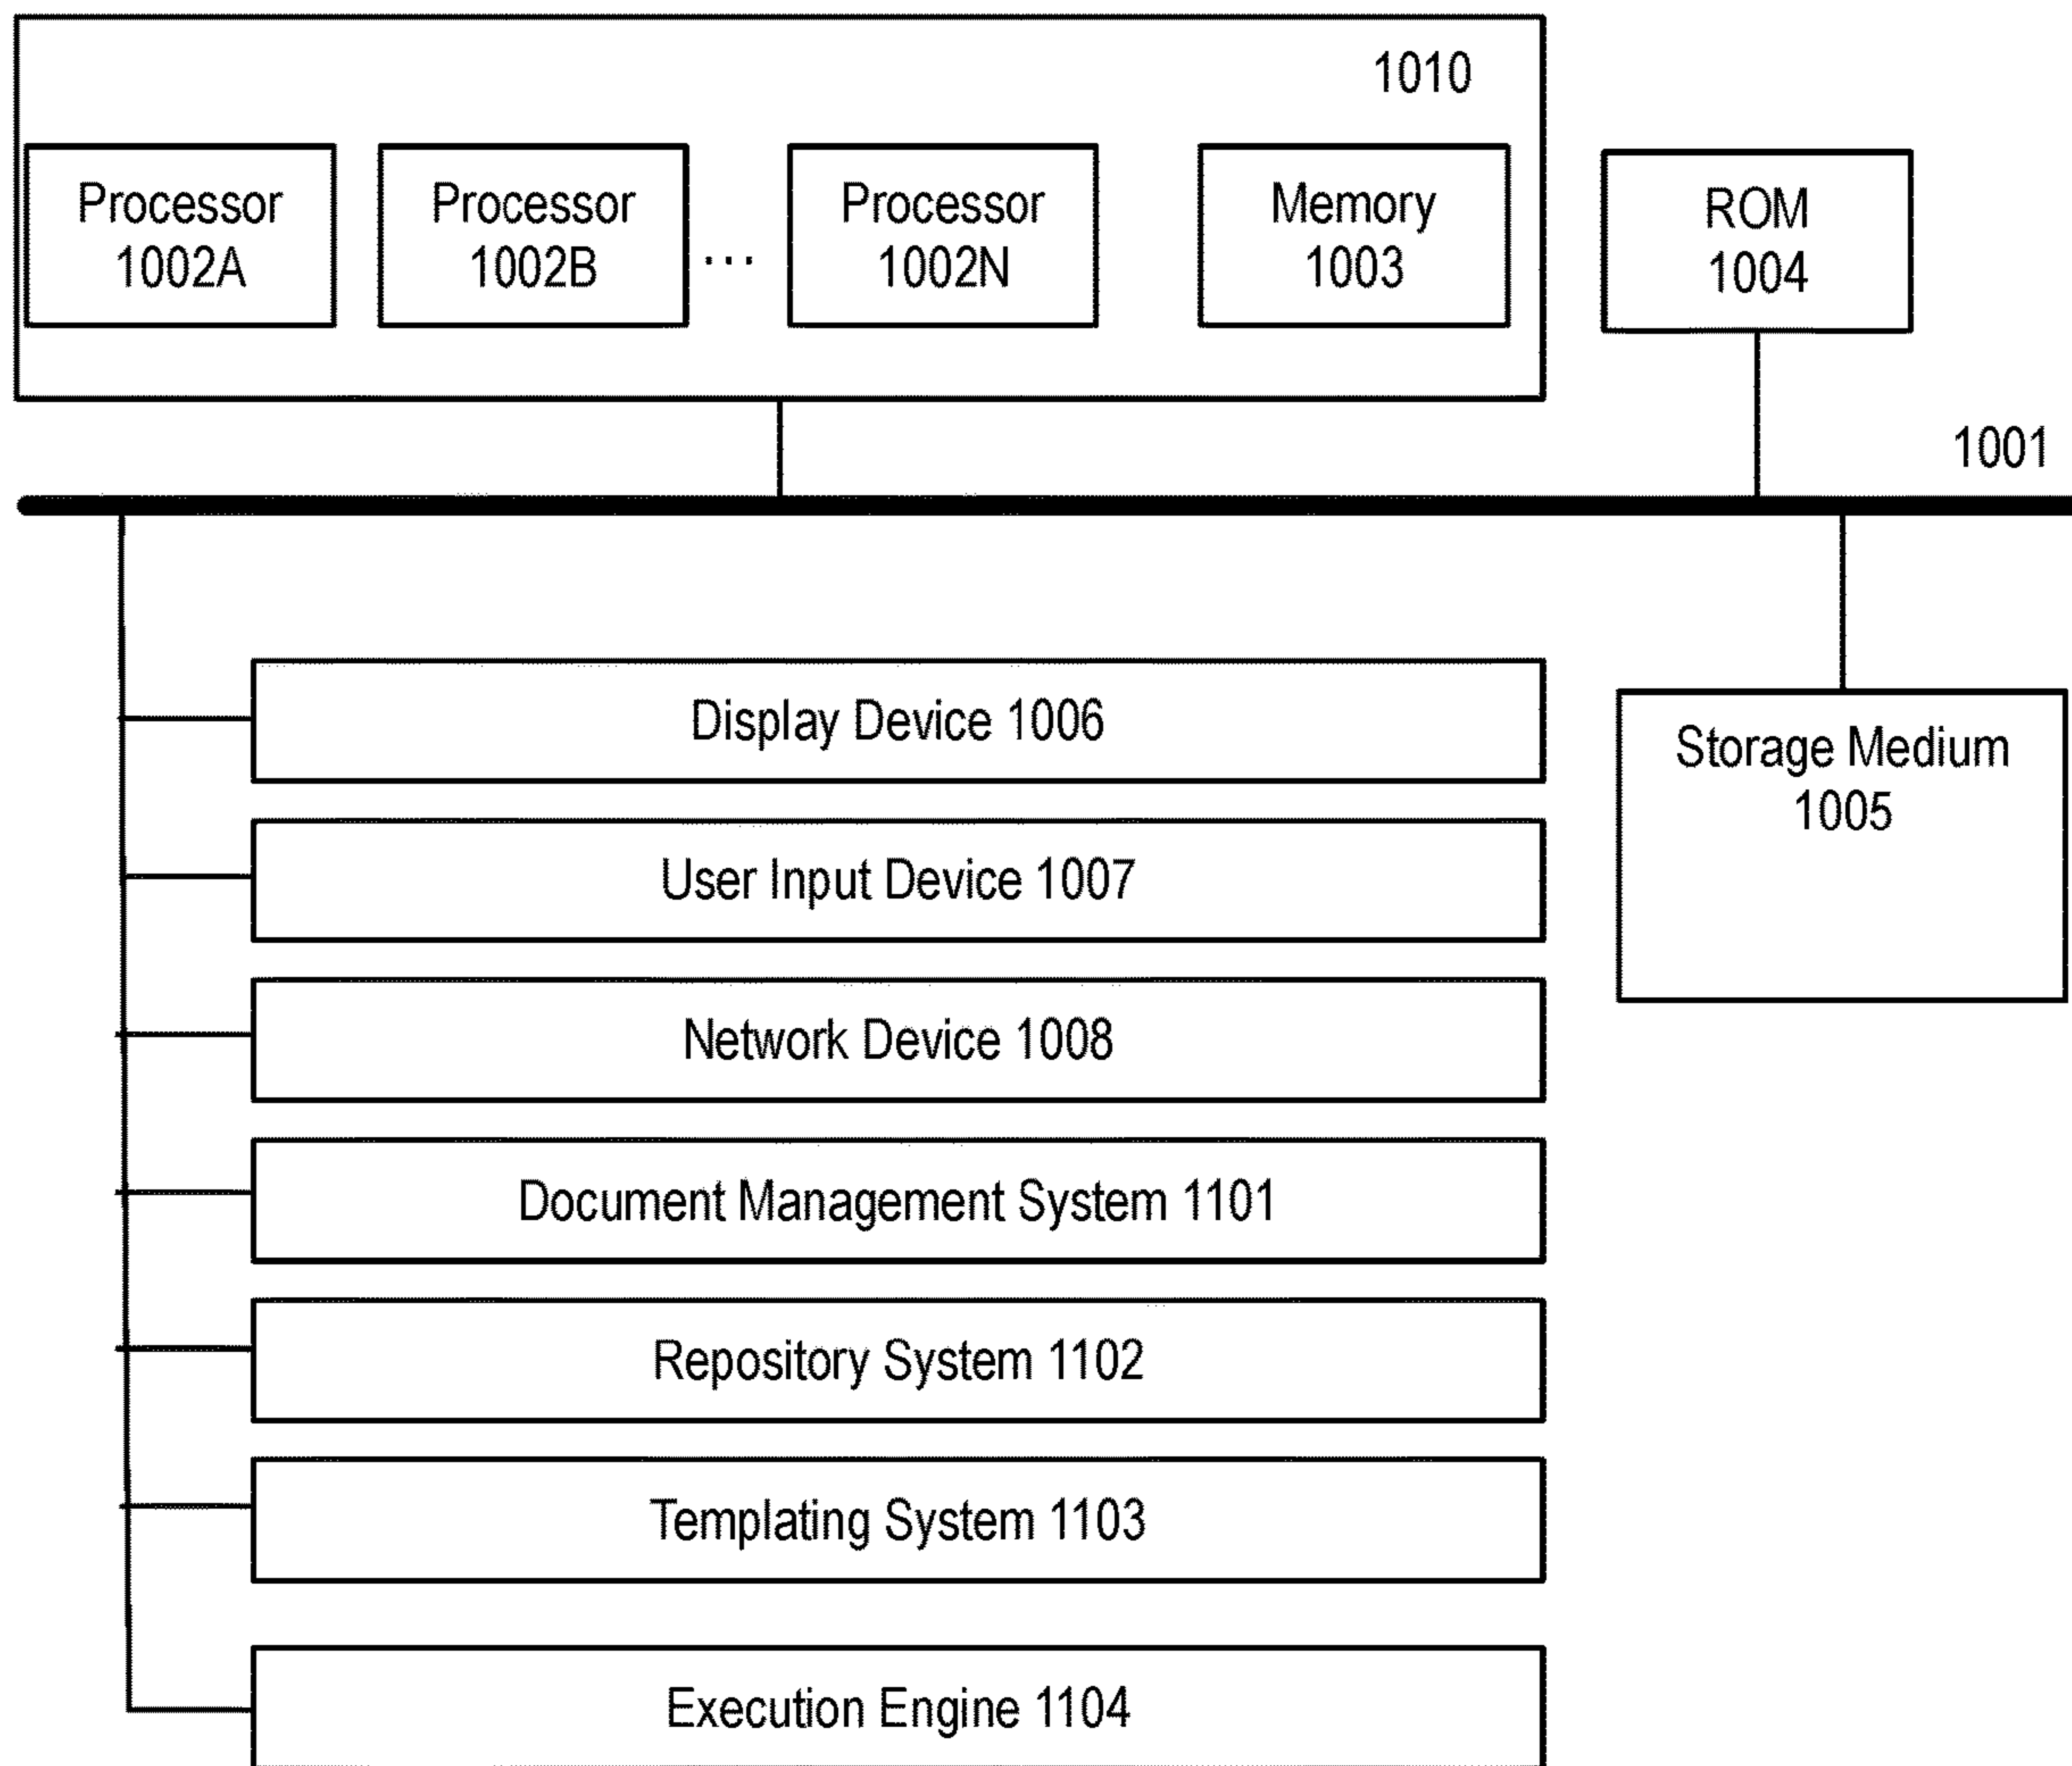 1010
Processor
1002A
Processor
1002B
...
Processor
1002N
Memory
1003
ROM
1004
1001
Display Device 1006
Storage Medium
1005
User Input Device 1007
Network Device 1008
Document Management System 1101
Repository System 1102
Templating System 1103
Execution Engine 1104